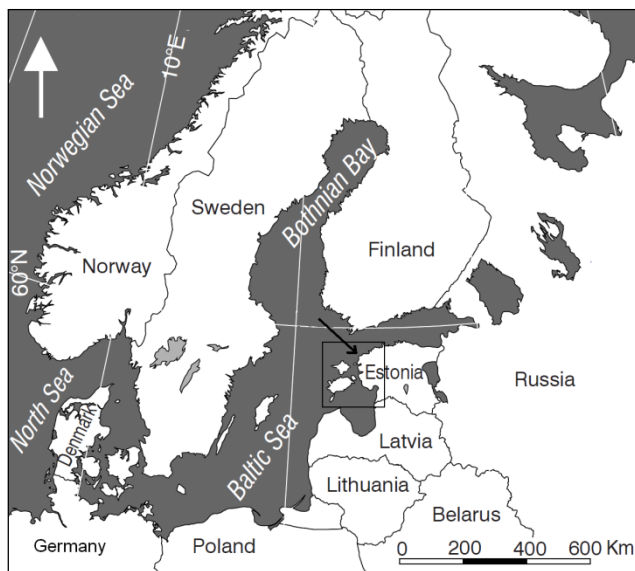 10°E
Norwegian Sea
Bothnian Bay
Sweden
Finland
Norway
60°N
Estonia
Russia
North Sea
Denmark
Baltic Sea
Latvia
Lithuania
Belarus
Germany
Poland
0 200 400 600 Km